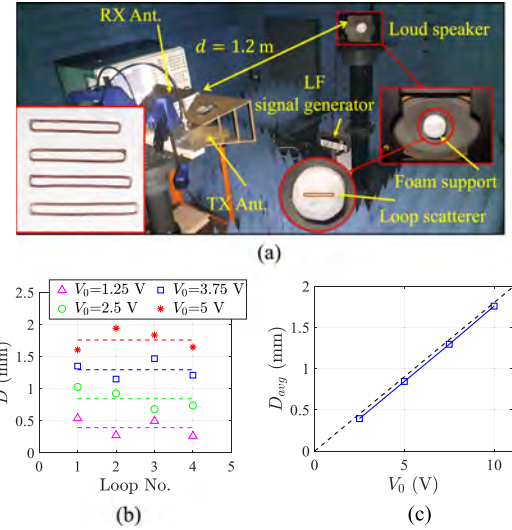 RX Ant.
Loud speaker
d = 1.2 m
LF
signal generator
TX Ant.
Foam support
Loop scatterer
(a)
V₀=1.25 V
V₀=3.75 V
V₀=2.5 V
V₀=5 V
2.5
2
1.5
1
0.5
0
D (mm)
0 1 2 3 4 5
Loop No.
(b)
2
1.5
1
0.5
0
D_avg (mm)
0 5 10
V₀ (V)
(c)